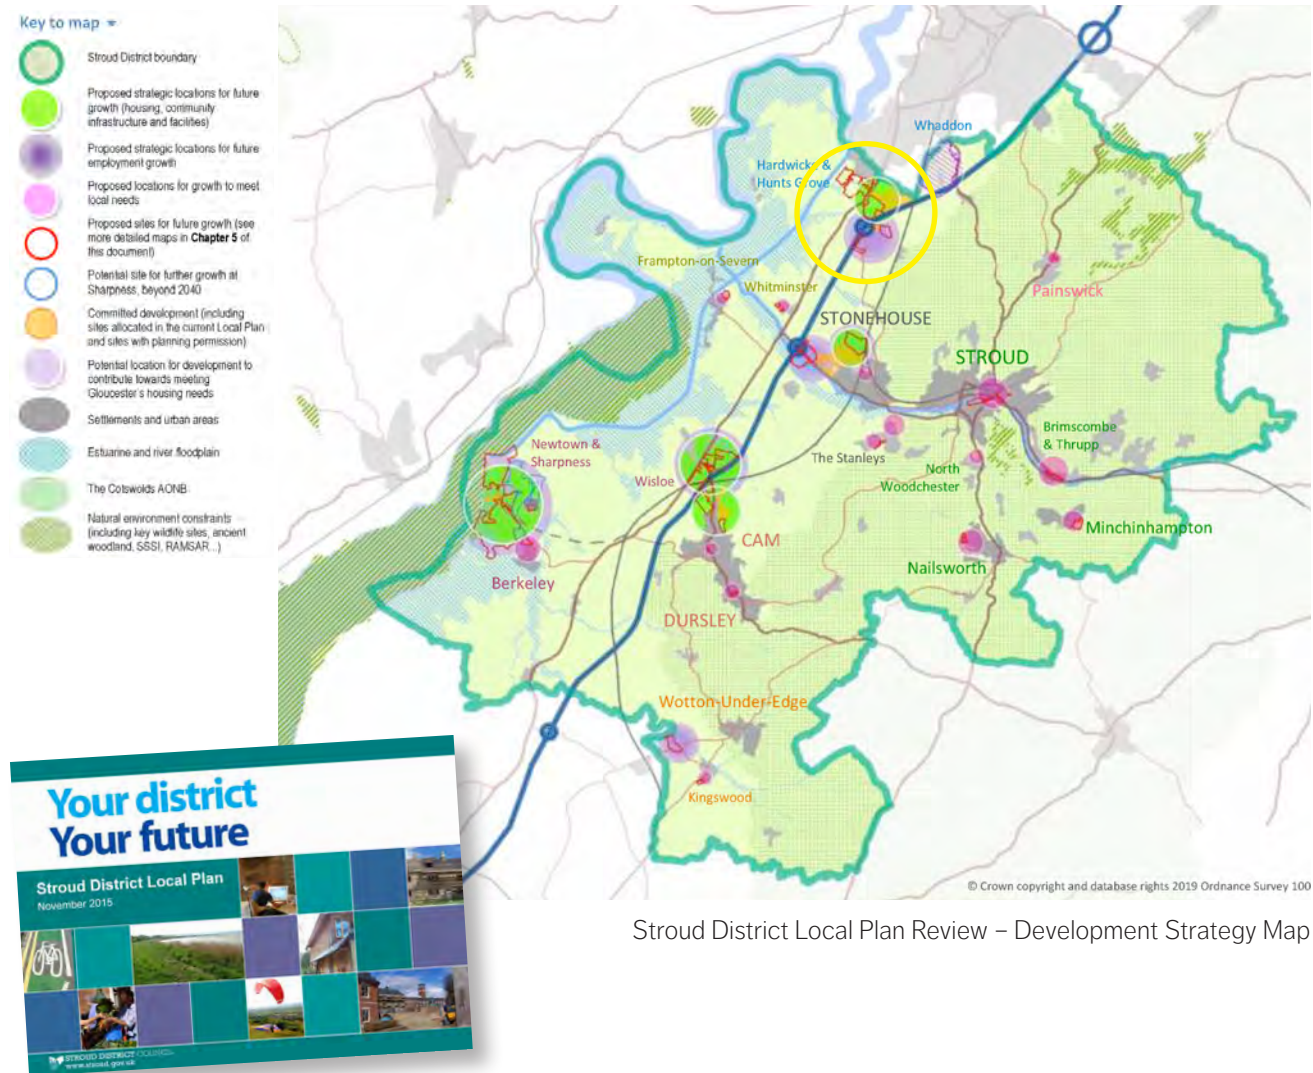 Key to map
Stroud District boundary
Proposed strategic locations for future
growth (housing, community
infrastructure and facilities)
Proposed strategic locations for future
employment growth
Proposed locations for growth to meet
local needs
Proposed sites for future growth (see
more detailed maps in Chapter 5 of
this document)
Potential site for further growth at
Sharpness, beyond 2040
Committed development (including
sites allocated in the current Local Plan
and sites with planning permission)
Potential location for development to
contribute towards meeting
Gloucester's housing needs
Settlements and urban areas
Estuarine and river floodplain
The Cotswolds AONB
Natural environment constraints
(including key wildlife sites, ancient
woodland, SSSI, RAMSAR...)
Whaddon
Hardwicke &
Hunts Grove
Frampton-on-Severn
Whitminster
Painswick
STONEHOUSE
STROUD
Newtown &
Sharpness
Wisloe
The Stanleys
Brimscombe
& Thrupp
North
Woodchester
CAM
Minchinhampton
Nailsworth
Berkeley
DURSLEY
Wotton-Under-Edge
Kingswood
© Crown copyright and database rights 2019 Ordnance Survey 100
Stroud District Local Plan Review – Development Strategy Map
Your district
Your future
Stroud District Local Plan
November 2015
STROUD DISTRICT COUNCIL
www.stroud.gov.uk